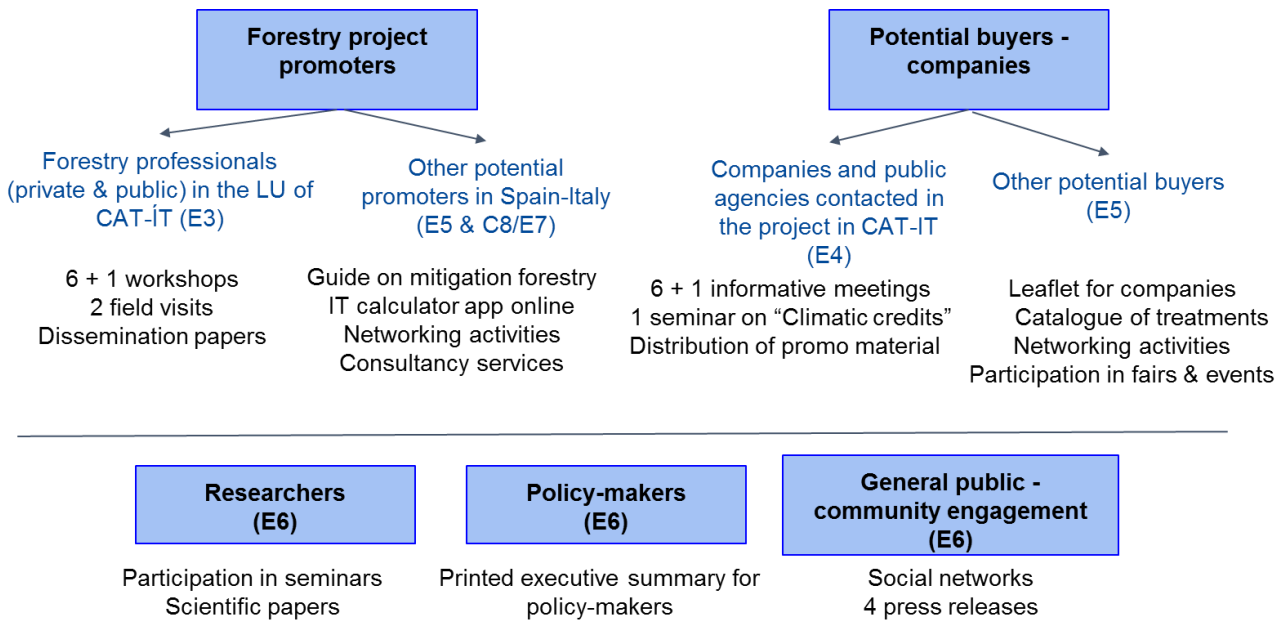 Forestry project
promoters
Potential buyers -
companies
Forestry professionals
(private & public) in the LU of
CAT-ÍT (E3)
6 + 1 workshops
2 field visits
Dissemination papers
Other potential
promoters in Spain-Italy
(E5 & C8/E7)
Guide on mitigation forestry
IT calculator app online
Networking activities
Consultancy services
Companies and public
agencies contacted in
the project in CAT-IT
(E4)
6 + 1 informative meetings
1 seminar on “Climatic credits”
Distribution of promo material
Other potential buyers
(E5)
Leaflet for companies
Catalogue of treatments
Networking activities
Participation in fairs & events
Researchers
(E6)
Participation in seminars
Scientific papers
Policy-makers
(E6)
Printed executive summary for
policy-makers
General public -
community engagement
(E6)
Social networks
4 press releases